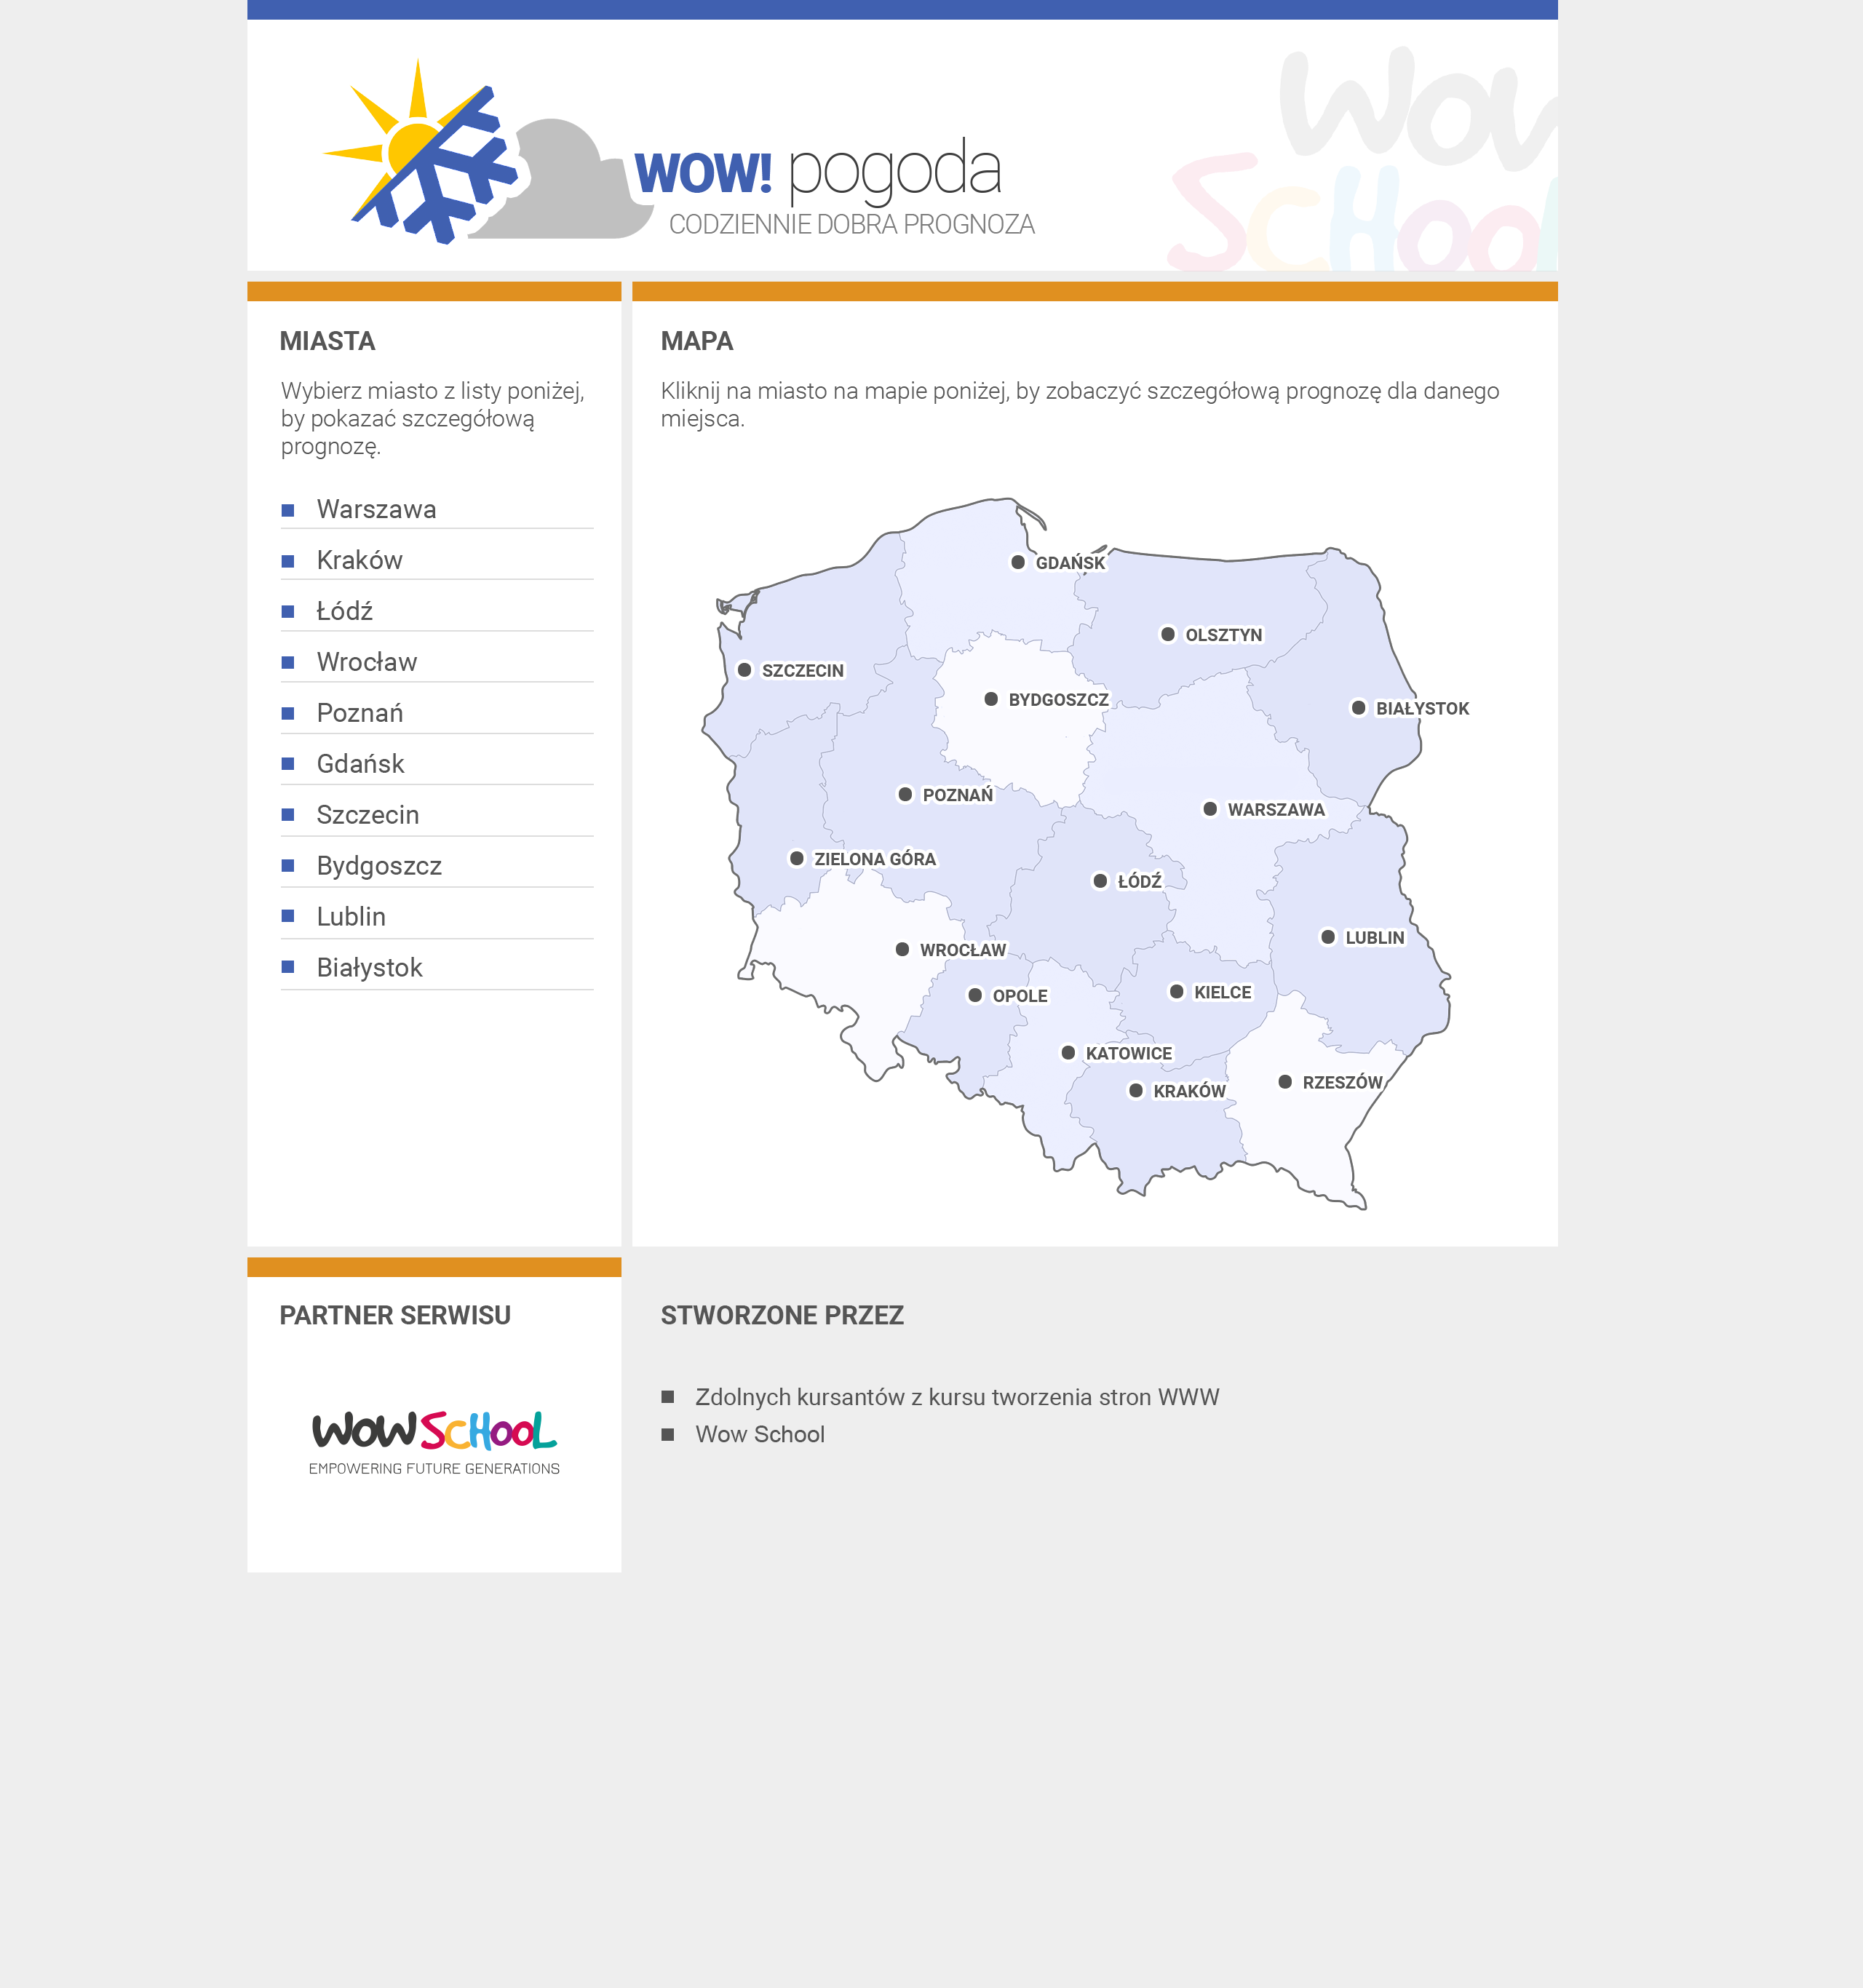 WOW! pogoda
CODZIENNIE DOBRA PROGNOZA
WOW
SCHOOL
MIASTA
Wybierz miasto z listy poniżej,
by pokazać szczegółową
prognozę.
Warszawa
Kraków
Łódź
Wrocław
Poznań
Gdańsk
Szczecin
Bydgoszcz
Lublin
Białystok
MAPA
Kliknij na miasto na mapie poniżej, by zobaczyć szczegółową prognozę dla danego
miejsca.
GDAŃSK
OLSZTYN
SZCZECIN
BYDGOSZCZ
BIAŁYSTOK
POZNAŃ
WARSZAWA
ZIELONA GÓRA
ŁÓDŹ
LUBLIN
WROCŁAW
OPOLE
KIELCE
KATOWICE
RZESZÓW
KRAKÓW
PARTNER SERWISU
WOW SCHOOL
EMPOWERING FUTURE GENERATIONS
STWORZONE PRZEZ
Zdolnych kursantów z kursu tworzenia stron WWW
Wow School